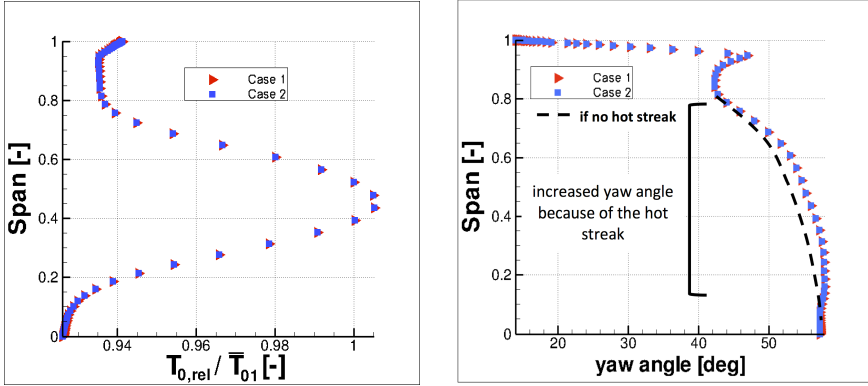 1
0.8
0.6
0.4
0.2
0
Span [-]
Case 1
Case 2
0.94
0.96
0.98
1
T0,rel / T̅01 [-]
1
0.8
0.6
0.4
0.2
0
Span [-]
Case 1
Case 2
if no hot streak
increased yaw angle
because of the hot
streak
20
30
40
50
yaw angle [deg]